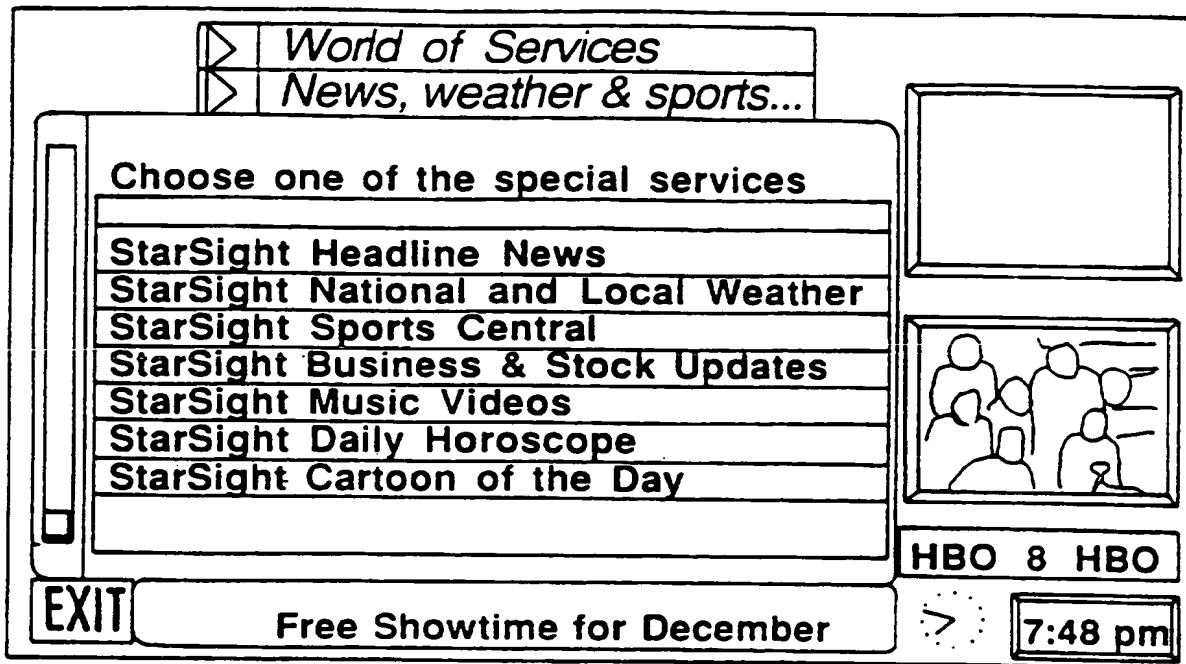 World of Services
News, weather & sports...
Choose one of the special services
StarSight Headline News
StarSight National and Local Weather
StarSight Sports Central
StarSight Business & Stock Updates
StarSight Music Videos
StarSight Daily Horoscope
StarSight Cartoon of the Day
HBO 8 HBO
EXIT
Free Showtime for December
7:48 pm